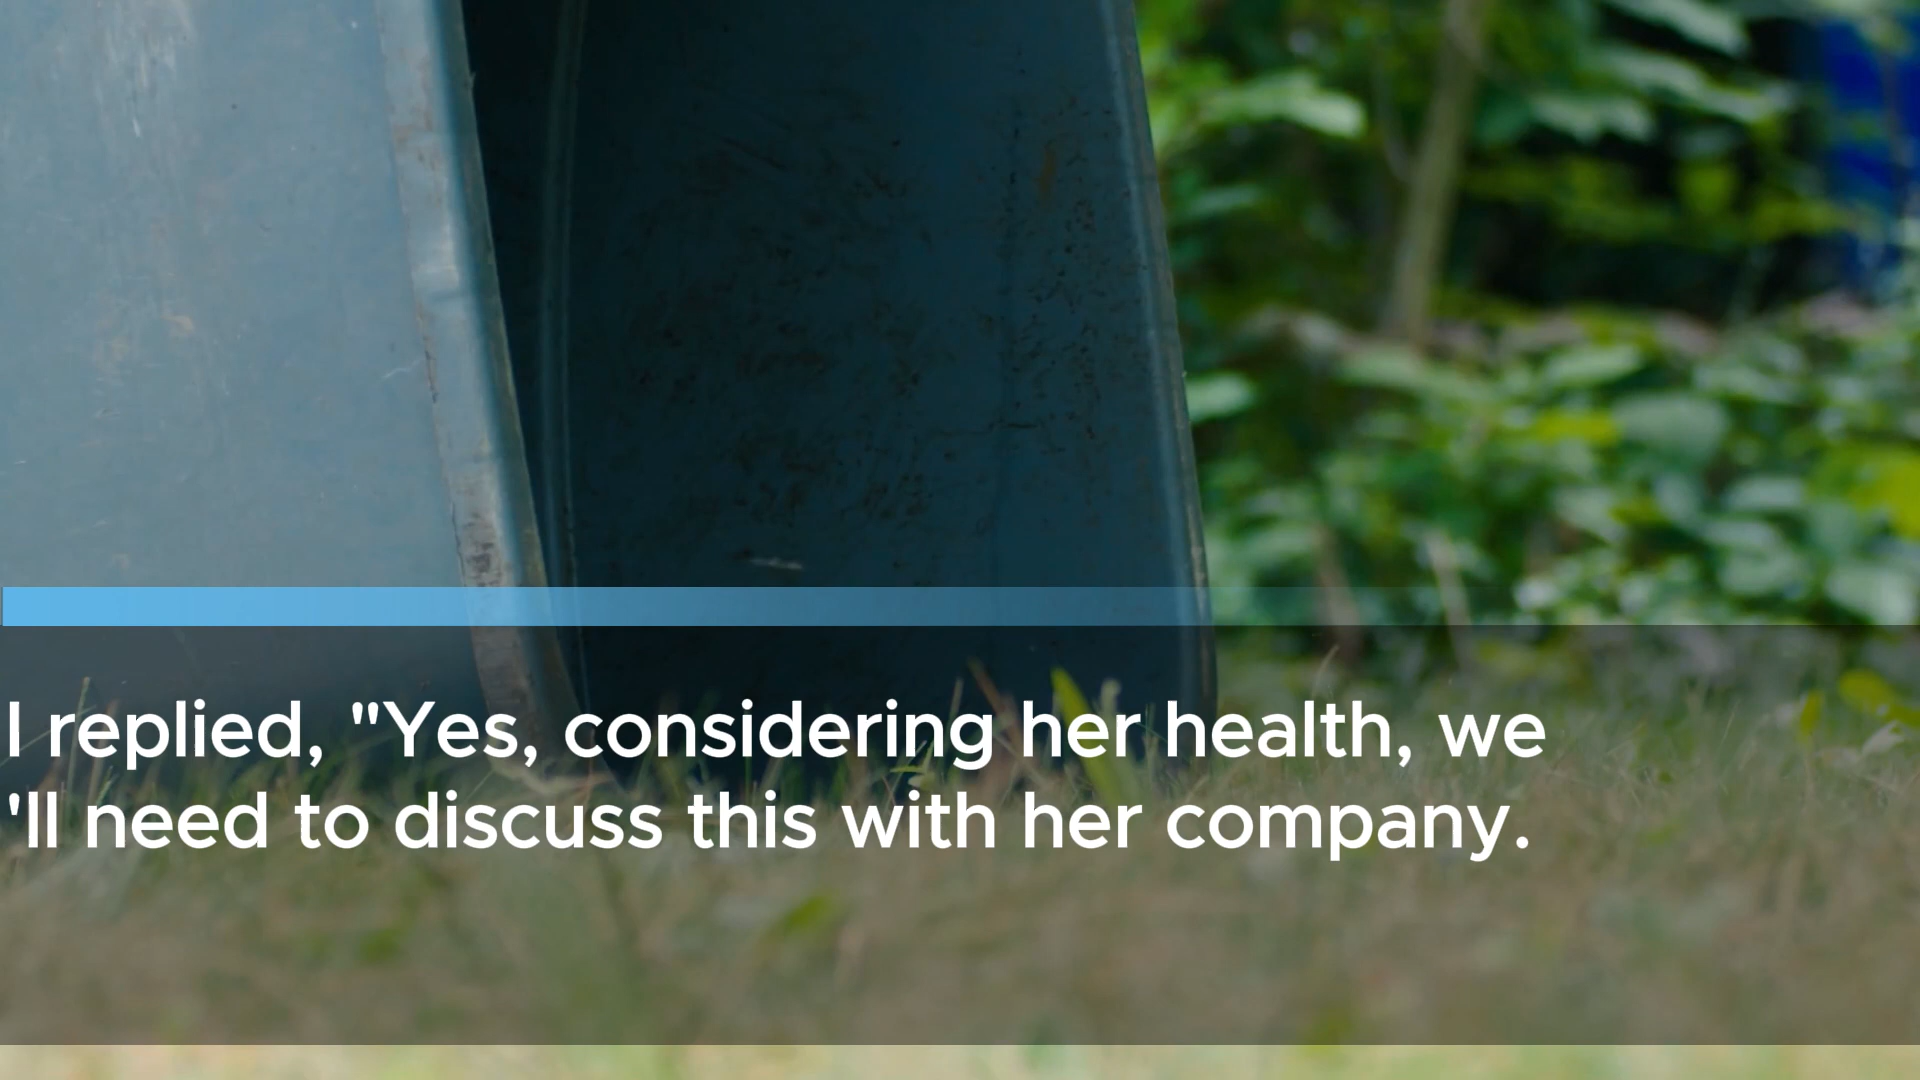 I replied, "Yes, considering her health, we
'll need to discuss this with her company.